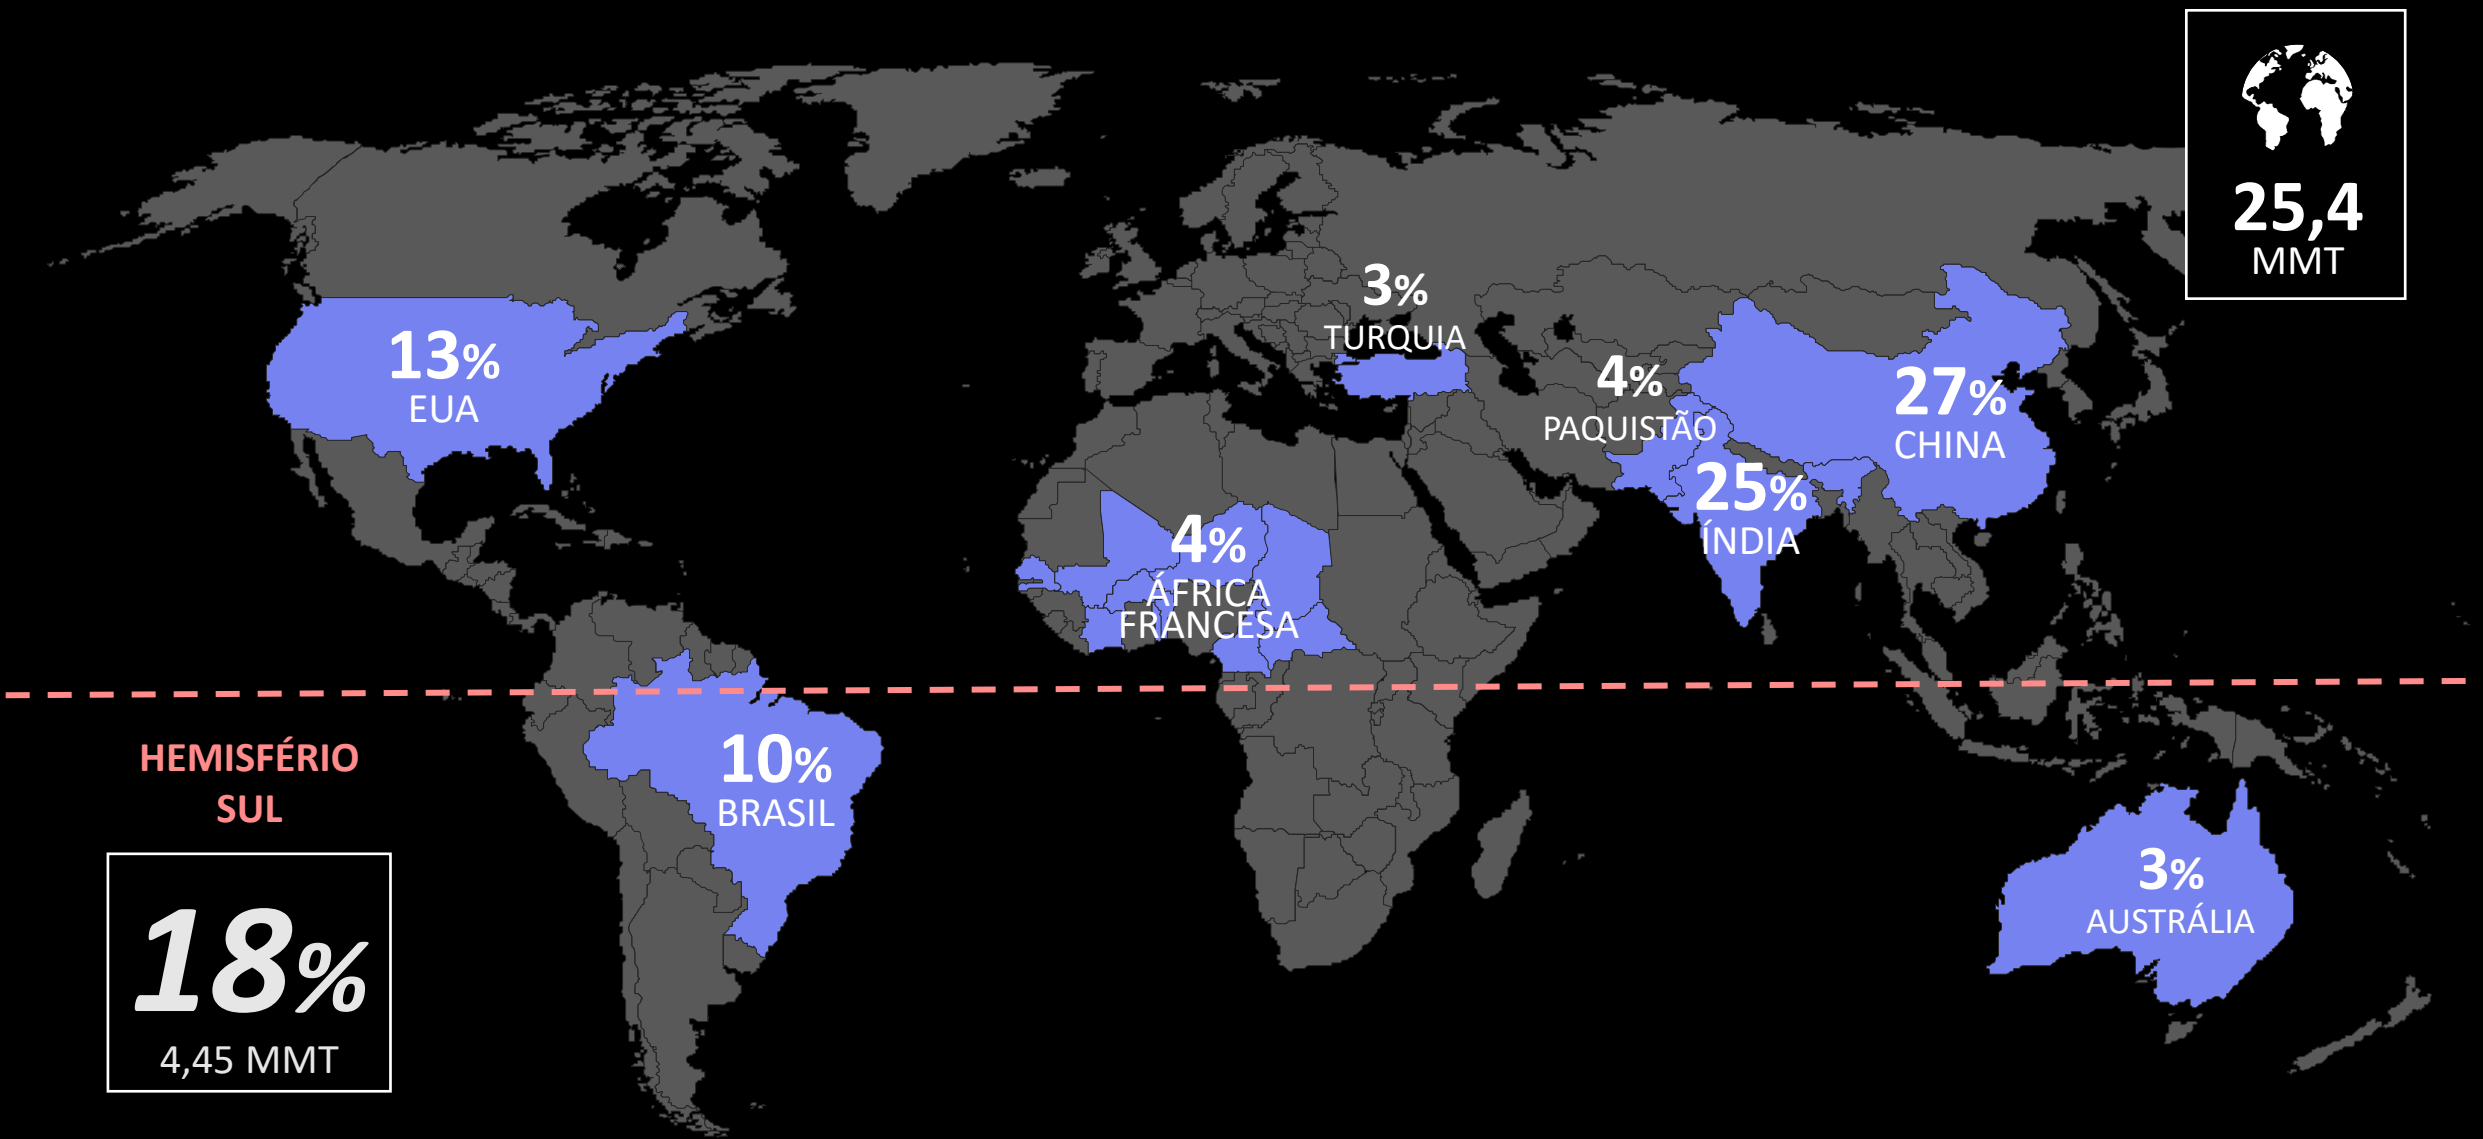 25,4
MMT
3%
TURQUIA
13%
EUA
4%
PAQUISTÃO
27%
CHINA
25%
ÍNDIA
4%
ÁFRICA
FRANCESA
HEMISFÉRIO
SUL
10%
BRASIL
3%
AUSTRÁLIA
18%
4,45 MMT